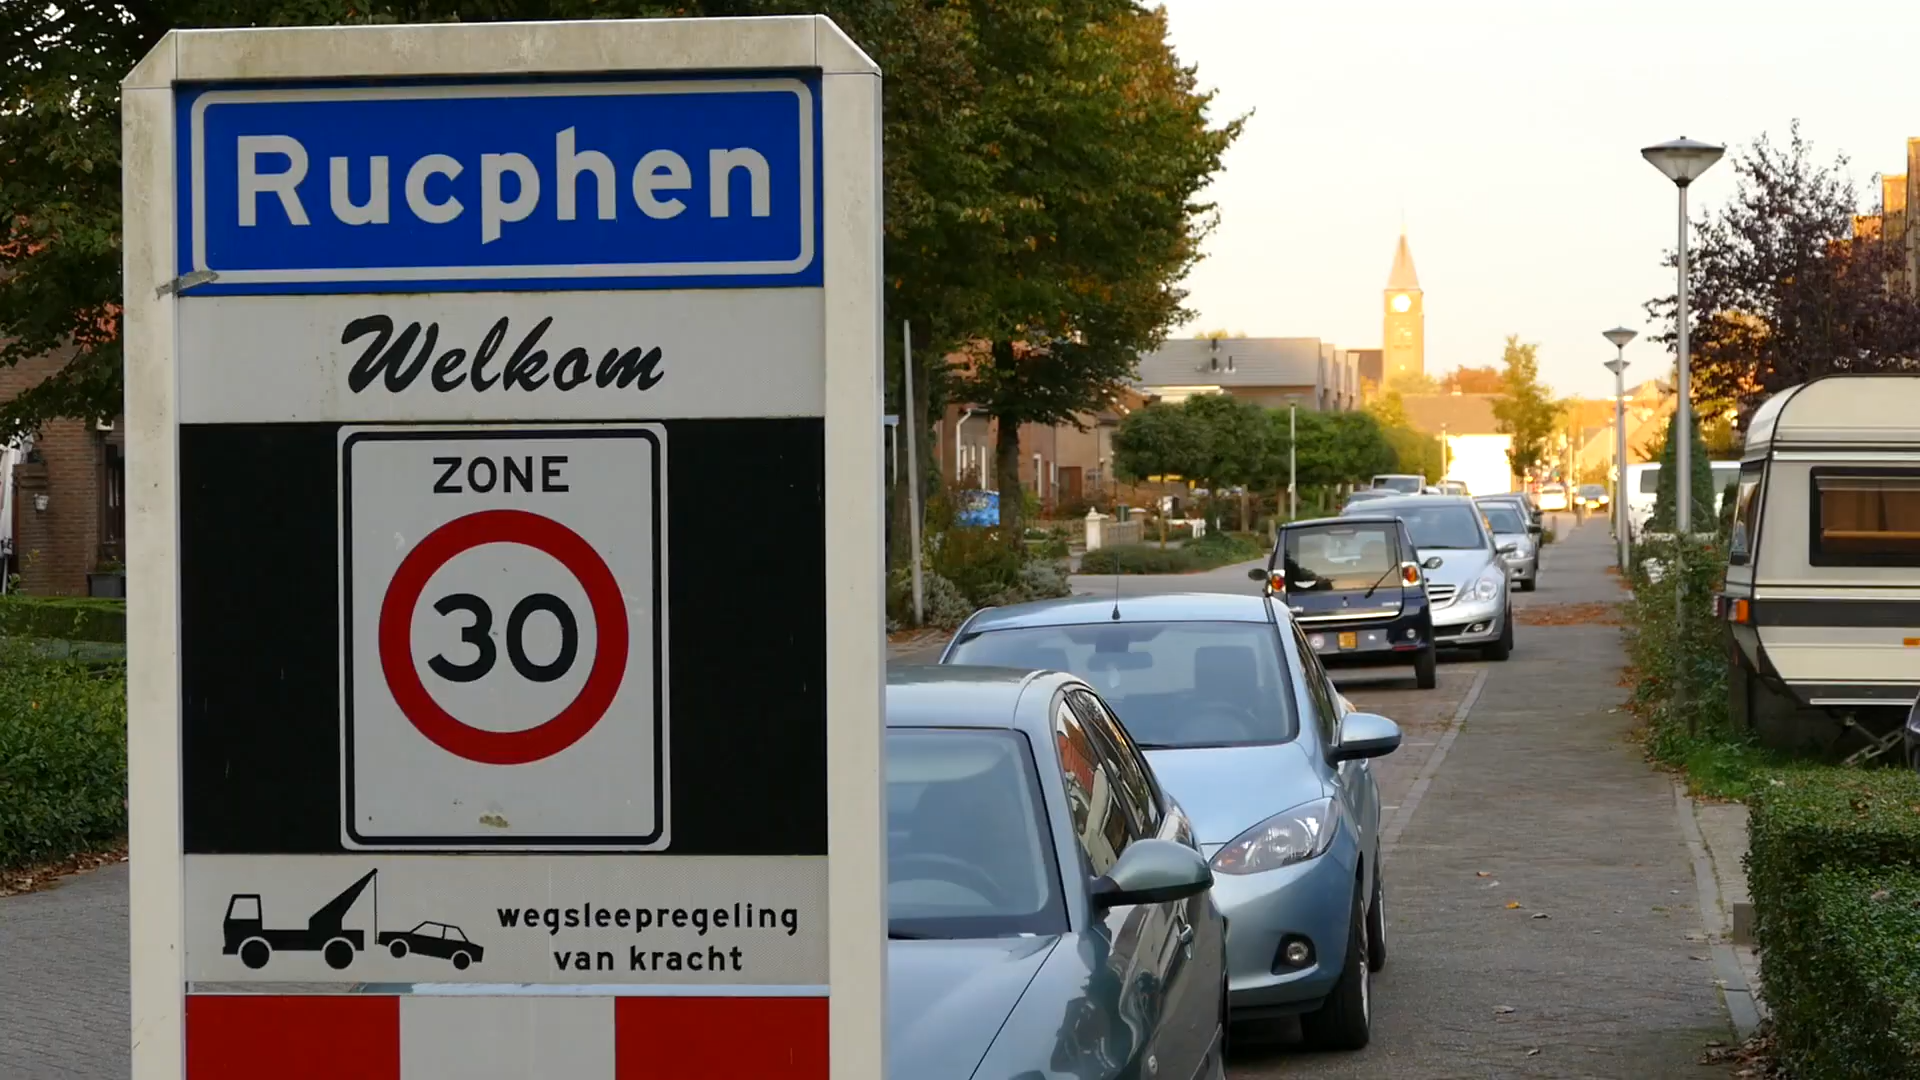 Rucphen
Welkom
ZONE
30
wegsleepregeling
van kracht